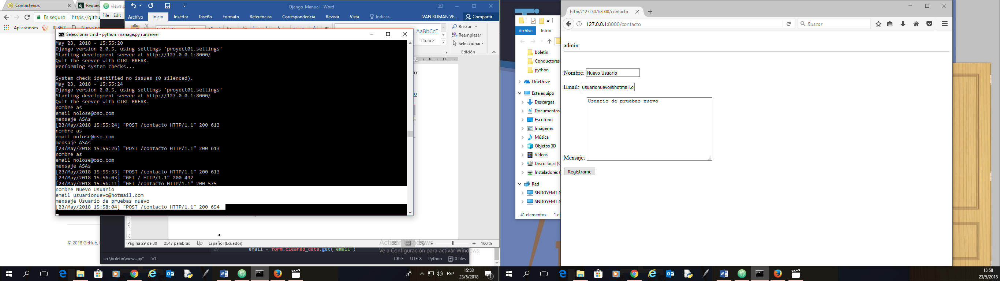 Contáctenos
Reques
Es seguro
https://githu
Aplicaciones
IP 360°
Nueva pe
© 2018 GitHub, I
views.p
File Edit
Django_Manual - Word
Archivo Inicio Insertar Diseño Formato Referencias Correspondencia Revisar Vista Indicar... IVAN ROMAN VE... Compartir
AaBbCcD
Título 2
Buscar
Reemplazar
Seleccionar
Edición
16 17
Seleccionar cmd - python manage.py runserver
May 23, 2018 - 15:55:20
Django version 2.0.5, using settings 'proyect01.settings'
Starting development server at http://127.0.0.1:8000/
Quit the server with CTRL-BREAK.
Performing system checks...
System check identified no issues (0 silenced).
May 23, 2018 - 15:55:24
Django version 2.0.5, using settings 'proyect01.settings'
Starting development server at http://127.0.0.1:8000/
Quit the server with CTRL-BREAK.
nombre as
email nolose@oso.com
mensaje ASAs
[23/May/2018 15:55:24] "POST /contacto HTTP/1.1" 200 613
nombre as
email nolose@oso.com
mensaje ASAs
[23/May/2018 15:55:26] "POST /contacto HTTP/1.1" 200 613
nombre as
email nolose@oso.com
mensaje ASAs
[23/May/2018 15:55:33] "POST /contacto HTTP/1.1" 200 613
[23/May/2018 15:56:03] "GET / HTTP/1.1" 200 492
[23/May/2018 15:56:11] "GET /contacto HTTP/1.1" 200 575
nombre Nuevo Usuario
email usuarionuevo@hotmail.com
mensaje Usuario de pruebas nuevo
[23/May/2018 15:58:04] "POST /contacto HTTP/1.1" 200 654
Página 29 de 30 2547 palabras Español (Ecuador) 100 %
29 email = form.cleaned_data.get("email")
Activar Windows
Ve a Configuración para activar Windows.
src\boletin\views.py* 5:1 CRLF UTF-8 Python 0 files
ESP
15:58
23/5/2018
1
Archivo Inicio
boletin
Conductores
python
OneDrive
Este equipo
Descargas
Documentos
Escritorio
Imágenes
Música
Objetos 3D
Vídeos
Disco local (C
Instaladores (
Red
SNDGYEMTIN
SNDGYEMTIN
41 elementos 1 el
http://127.0.0.1:8000/contacto
127.0.0.1:8000/contacto
Buscar
admin
Nombre: Nuevo Usuario
Email: usuarionuevo@hotmail.c
Usuario de pruebas nuevo
Mensaje:
Registrame
15:58
23/5/2018